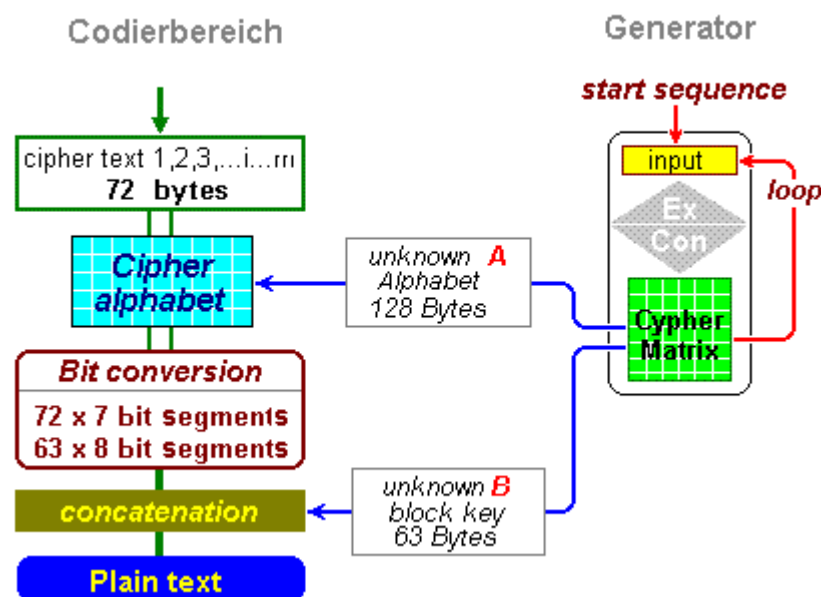 Codierbereich
Generator
start sequence
cipher text 1,2,3,...i...m
72 bytes
input
loop
Ex
Con
Cipher
alphabet
unknown A
Alphabet
128 Bytes
Cypher
Matrix
Bit conversion
72 x 7 bit segments
63 x 8 bit segments
unknown B
block key
63 Bytes
concatenation
Plain text